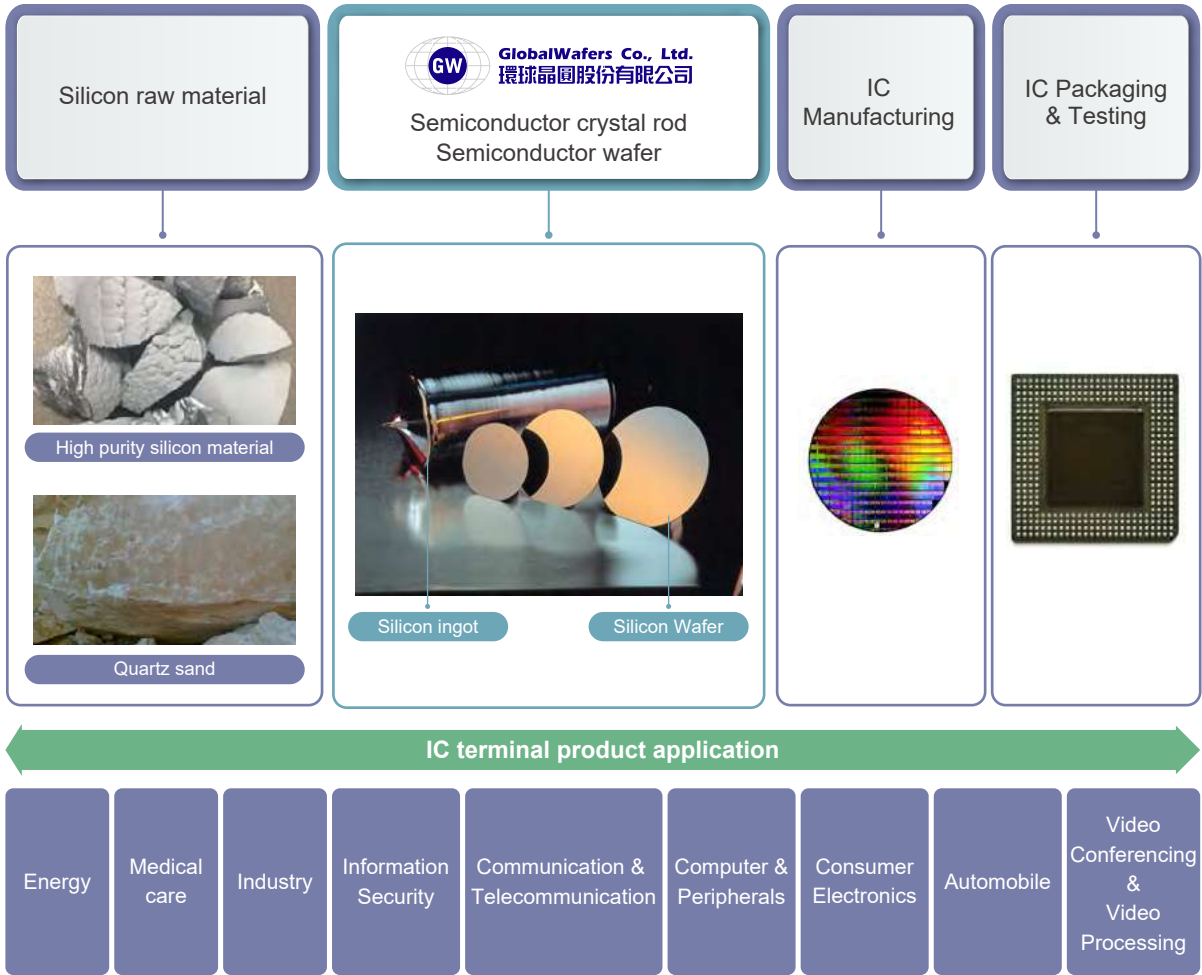 Silicon raw material
GW
GlobalWafers Co., Ltd.
環球晶圓股份有限公司
Semiconductor crystal rod
Semiconductor wafer
IC
Manufacturing
IC Packaging
& Testing
High purity silicon material
Quartz sand
Silicon ingot
Silicon Wafer
IC terminal product application
Energy
Medical
care
Industry
Information
Security
Communication &
Telecommunication
Computer &
Peripherals
Consumer
Electronics
Automobile
Video
Conferencing
&
Video
Processing